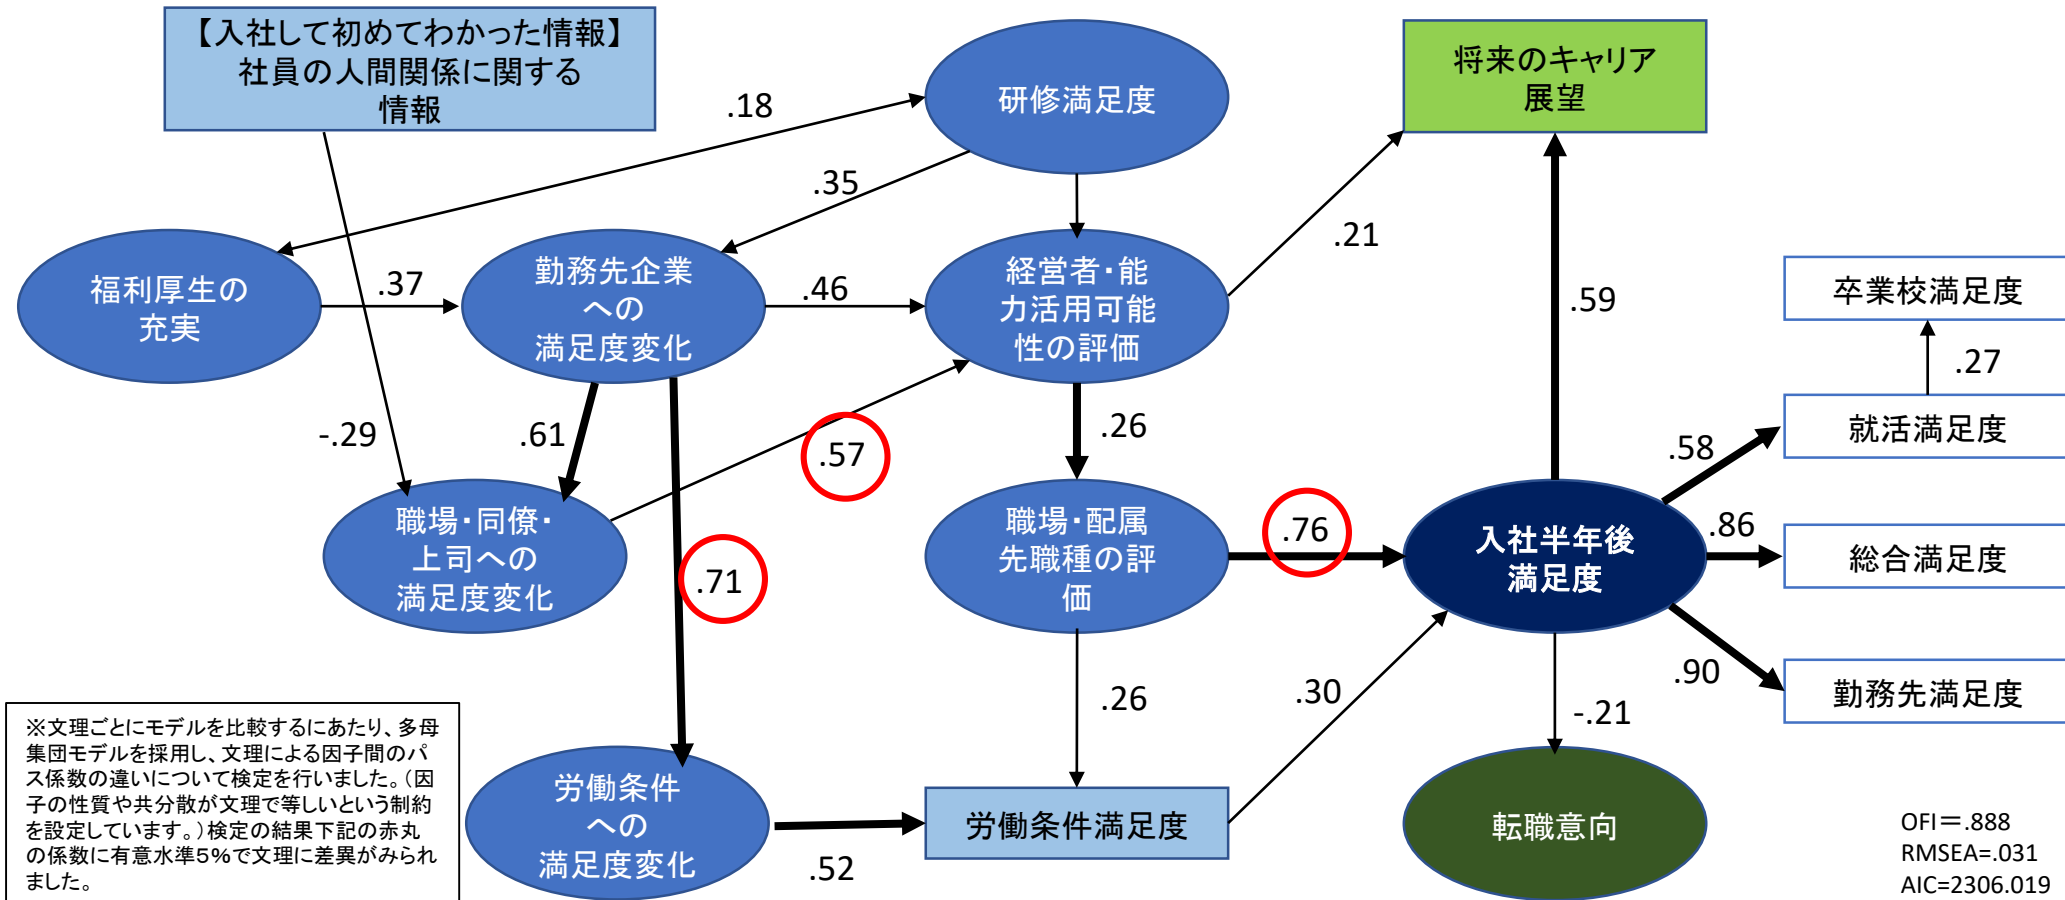 【入社して初めてわかった情報】
社員の人間関係に関する
情報
研修満足度
将来のキャリア
展望
.18
.35
.21
福利厚生の
充実
.37
勤務先企業
への
満足度変化
.46
経営者・能
力活用可能
性の評価
.59
卒業校満足度
.27
-.29
.61
.57
.26
.58
就活満足度
職場・同僚・
上司への
満足度変化
.71
職場・配属
先職種の評
価
.76
入社半年後
満足度
.86
総合満足度
.26
.30
-.21
.90
勤務先満足度
※文理ごとにモデルを比較するにあたり、多母
集団モデルを採用し、文理による因子間のパ
ス係数の違いについて検定を行いました。（因
子の性質や共分散が文理で等しいという制約
を設定しています。）検定の結果下記の赤丸
の係数に有意水準5％で文理に差異がみられ
ました。
労働条件
への
満足度変化
.52
労働条件満足度
転職意向
OFI＝.888
RMSEA=.031
AIC=2306.019